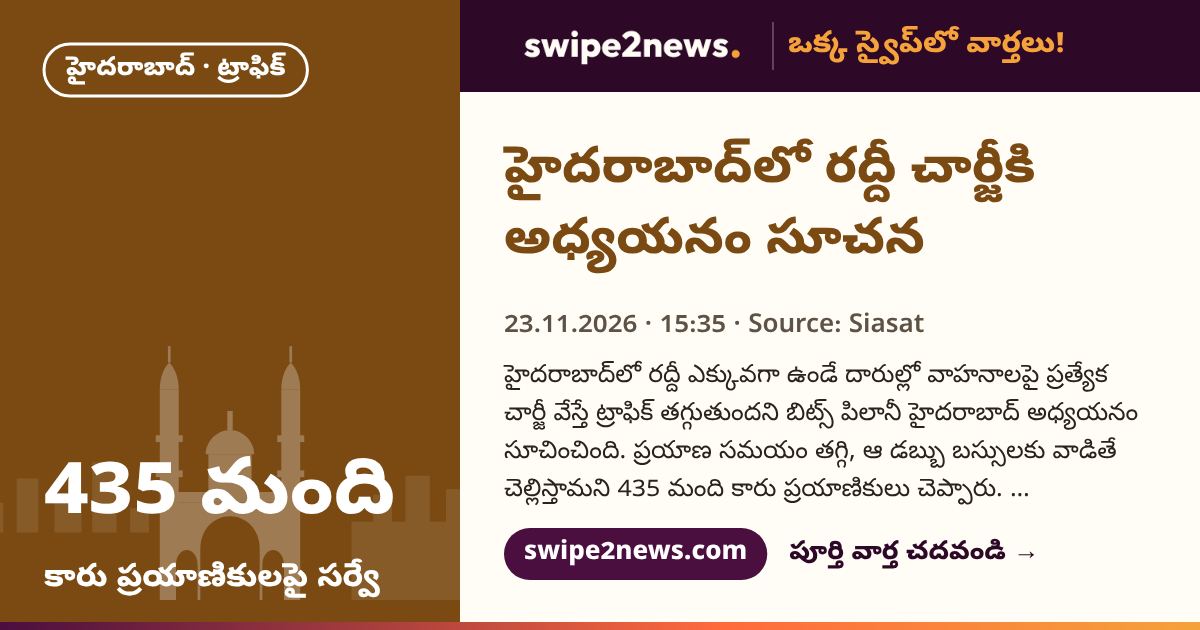 హైదరాబాద్ · ట్రాఫిక్
435 మంది
కారు ప్రయాణికులపై సర్వే
swipe2news.
ఒక్క స్వైప్‌లో వార్తలు!
హైదరాబాద్‌లో రద్దీ చార్జీకి
అధ్యయనం సూచన
23.11.2026 · 15:35 · Source: Siasat
హైదరాబాద్‌లో రద్దీ ఎక్కువగా ఉండే దారుల్లో వాహనాలపై ప్రత్యేక
చార్జీ వేస్తే ట్రాఫిక్ తగ్గుతుందని బిట్స్ పిలానీ హైదరాబాద్ అధ్యయనం
సూచించింది. ప్రయాణ సమయం తగ్గి, ఆ డబ్బు బస్సులకు వాడితే
చెల్లిస్తామని 435 మంది కారు ప్రయాణికులు చెప్పారు. ...
swipe2news.com
పూర్తి వార్త చదవండి →